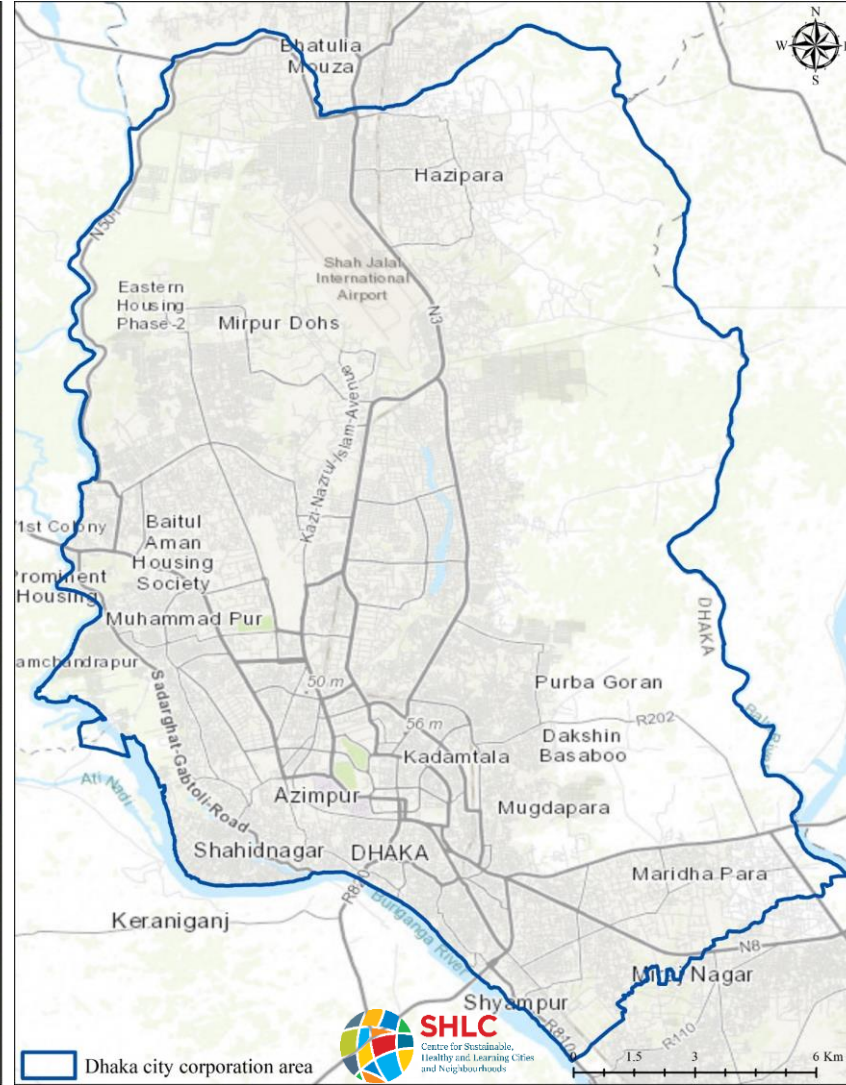 N
W
S
Bhatulia
Mouza
Hazipara
N501
Shah Jalal
International
Airport
Eastern
Housing
Phase-2
Mirpur Dohs
N3
Kazi-Nazrul-Islam-Avenue
1st Colony
Baitul
Aman
Housing
Society
Prominent
Housing
Muhammad Pur
DHAKA
amchandrapur
50 m
Purba Goran
Sadarghat-Gabtoli-Road
56 m
R202
Balu River
Dakshin
Basaboo
Kadamtala
Ati Nadi
Azimpur
Mugdapara
Shahidnagar
DHAKA
Maridha Para
R820
Keraniganj
Buriganga River
N8
Nagar
Shyampur
R810
R110
SHLC
Centre for Sustainable,
Healthy and Learning Cities
and Neighbourhoods
Dhaka city corporation area
0 1.5 3 6 Km